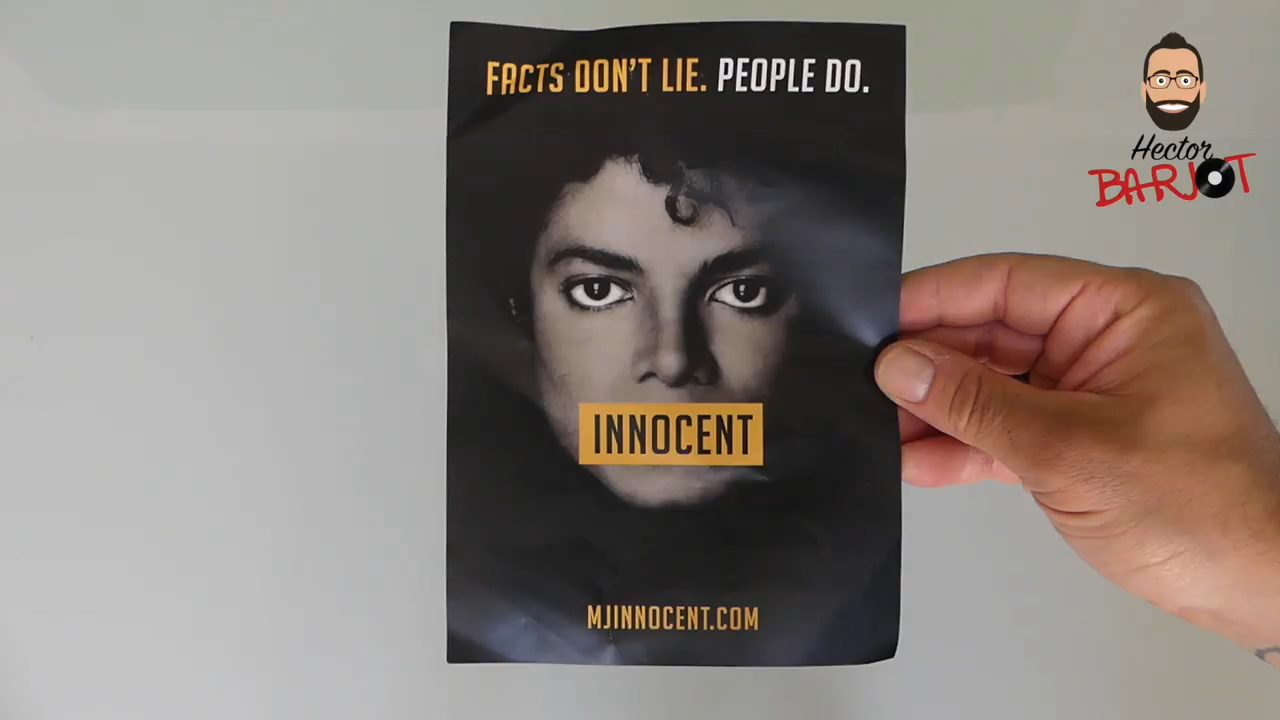 FACTS DON'T LIE. PEOPLE DO.
INNOCENT
MJINNOCENT.COM
Hector
BARJOT